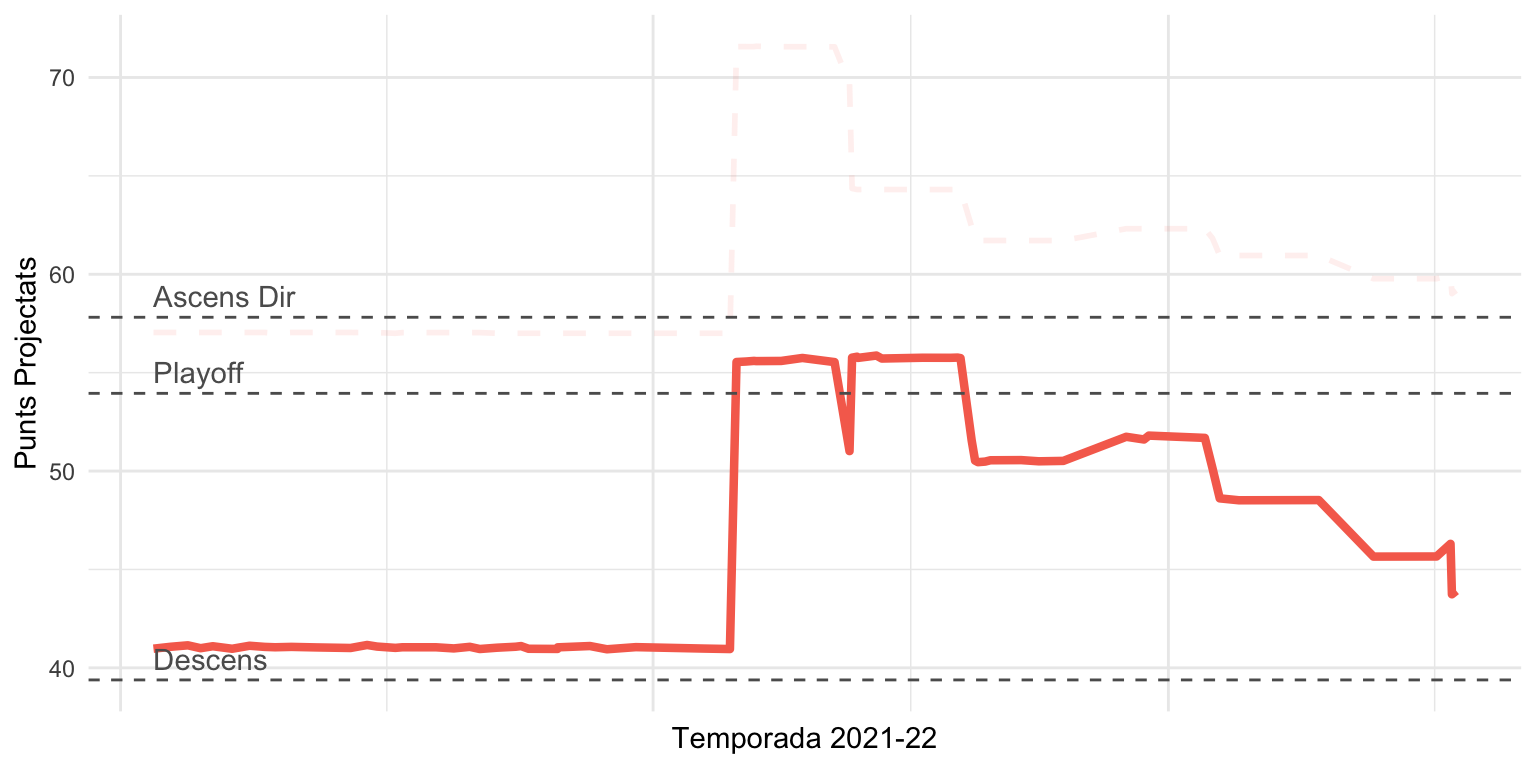 70
60
50
40
Punts Projectats
Ascens Dir
Playoff
Descens
Temporada 2021-22